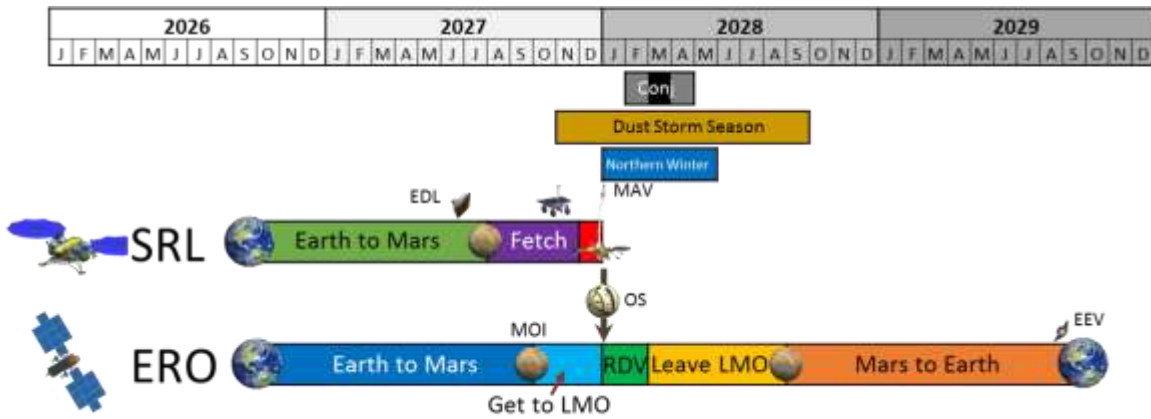 2026 2027 2028 2029
J F M A M J J A S O N D J F M A M J J A S O N D J F M A M J J A S O N D J F M A M J J A S O N D
Conj
Dust Storm Season
Northern Winter
MAV
EDL
SRL
Earth to Mars
Fetch
OS
MOI
EEV
ERO
Earth to Mars
RDV
Leave LMO
Mars to Earth
Get to LMO